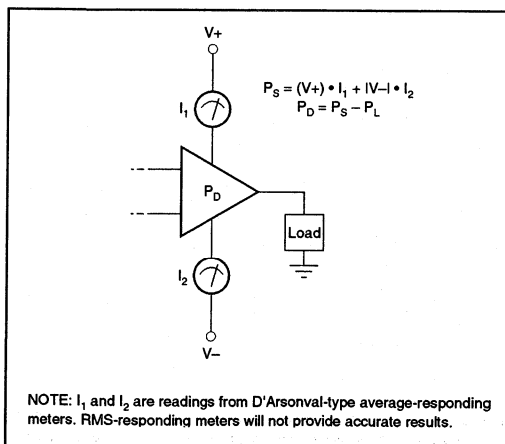 V+
P_S = (V+) • I_1 + |V–| • I_2
P_D = P_S – P_L
I_1
P_D
Load
I_2
V–
NOTE: I_1 and I_2 are readings from D'Arsonval-type average-responding
meters. RMS-responding meters will not provide accurate results.